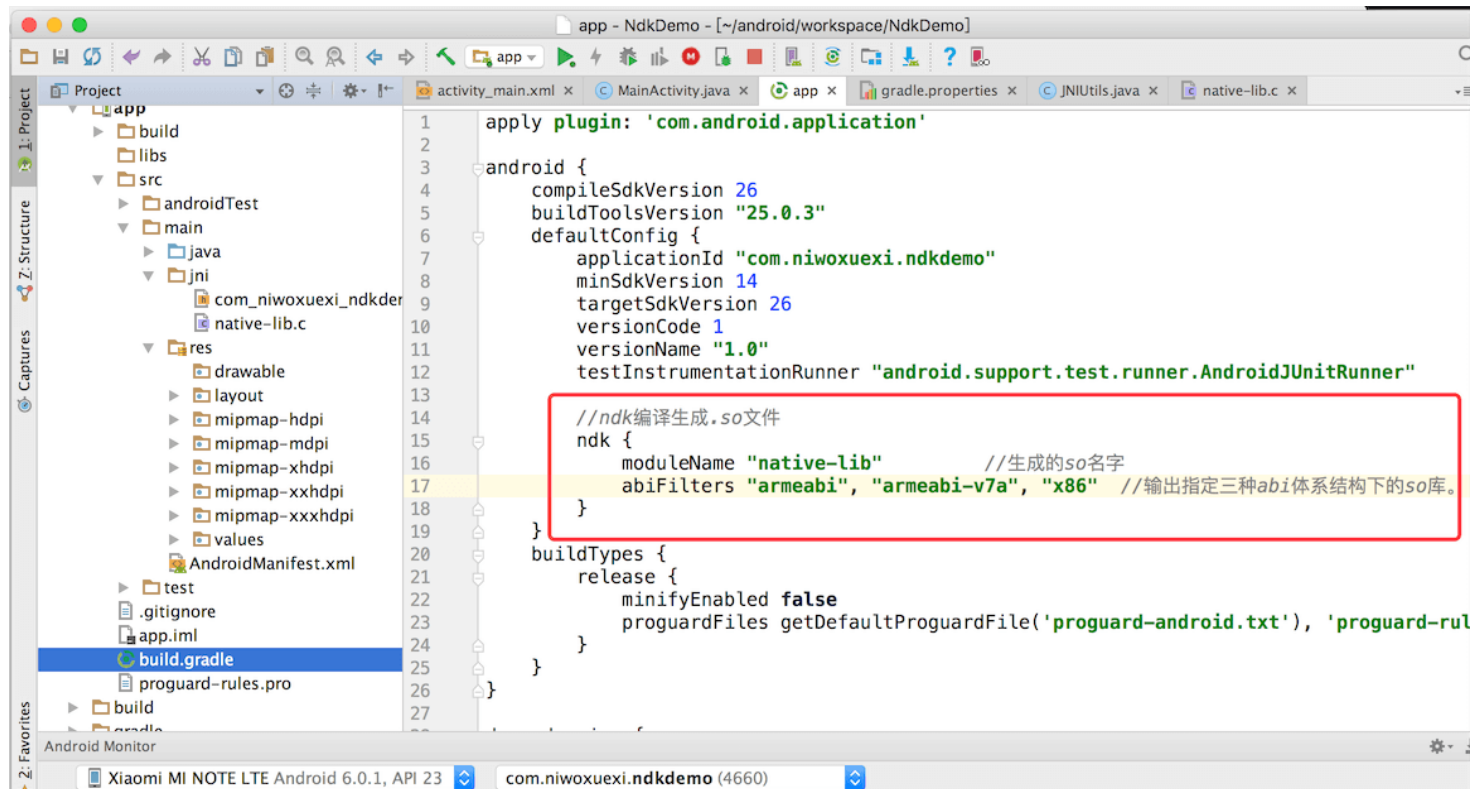 app - NdkDemo - [~/android/workspace/NdkDemo]
app
Project
activity_main.xml
MainActivity.java
app
gradle.properties
JNIUtils.java
native-lib.c
1: Project
Z: Structure
Captures
2: Favorites
app
build
libs
src
androidTest
main
java
jni
com_niwoxuexi_ndkder
native-lib.c
res
drawable
layout
mipmap-hdpi
mipmap-mdpi
mipmap-xhdpi
mipmap-xxhdpi
mipmap-xxxhdpi
values
AndroidManifest.xml
test
.gitignore
app.iml
build.gradle
proguard-rules.pro
build
gradle
1 apply plugin: 'com.android.application'
2
3 android {
4 compileSdkVersion 26
5 buildToolsVersion "25.0.3"
6 defaultConfig {
7 applicationId "com.niwoxuexi.ndkdemo"
8 minSdkVersion 14
9 targetSdkVersion 26
10 versionCode 1
11 versionName "1.0"
12 testInstrumentationRunner "android.support.test.runner.AndroidJUnitRunner"
13
14 //ndk编译生成.so文件
15 ndk {
16 moduleName "native-lib" //生成的so名字
17 abiFilters "armeabi", "armeabi-v7a", "x86" //输出指定三种abi体系结构下的so库。
18 }
19 }
20 buildTypes {
21 release {
22 minifyEnabled false
23 proguardFiles getDefaultProguardFile('proguard-android.txt'), 'proguard-rul
24 }
25 }
26 }
27
Android Monitor
Xiaomi MI NOTE LTE Android 6.0.1, API 23
com.niwoxuexi.ndkdemo (4660)